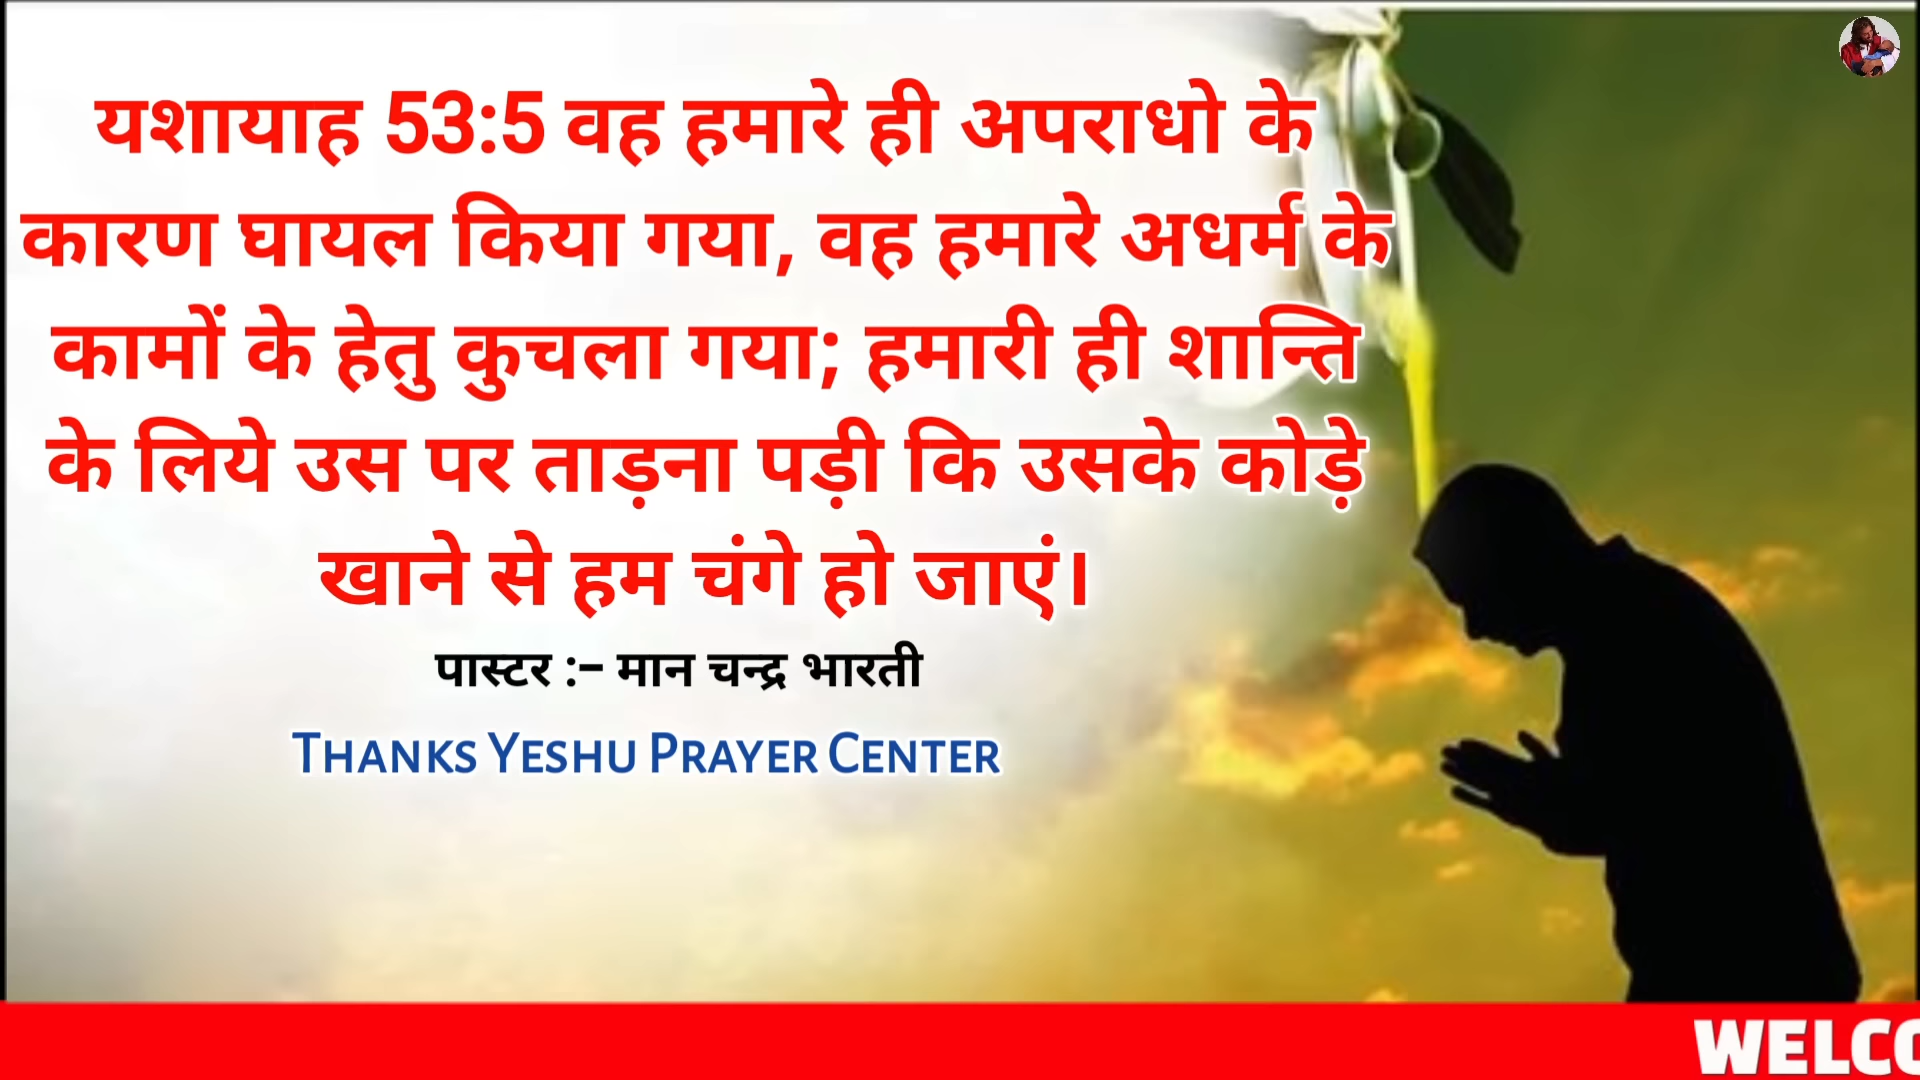 यशायाह 53:5 वह हमारे ही अपराधो के
कारण घायल किया गया, वह हमारे अधर्म के
कामों के हेतु कुचला गया; हमारी ही शान्ति
के लिये उस पर ताड़ना पड़ी कि उसके कोड़े
खाने से हम चंगे हो जाएं।
पास्टर :- मान चन्द्र भारती
THANKS YESHU PRAYER CENTER
WELCO